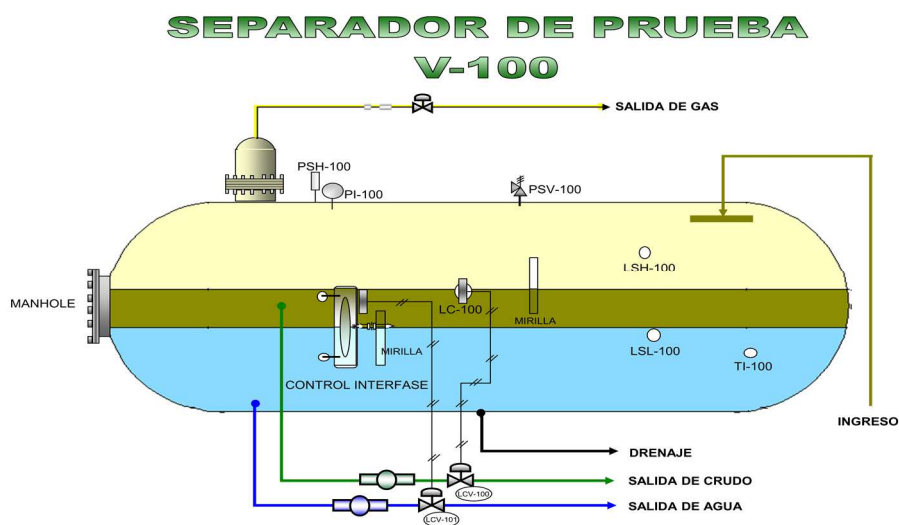 SEPARADOR DE PRUEBA
V-100
SALIDA DE GAS
PSH-100
PI-100
PSV-100
LSH-100
MANHOLE
LC-100
MIRILLA
MIRILLA
LSL-100
TI-100
CONTROL INTERFASE
INGRESO
DRENAJE
SALIDA DE CRUDO
LCV-100
SALIDA DE AGUA
LCV-101